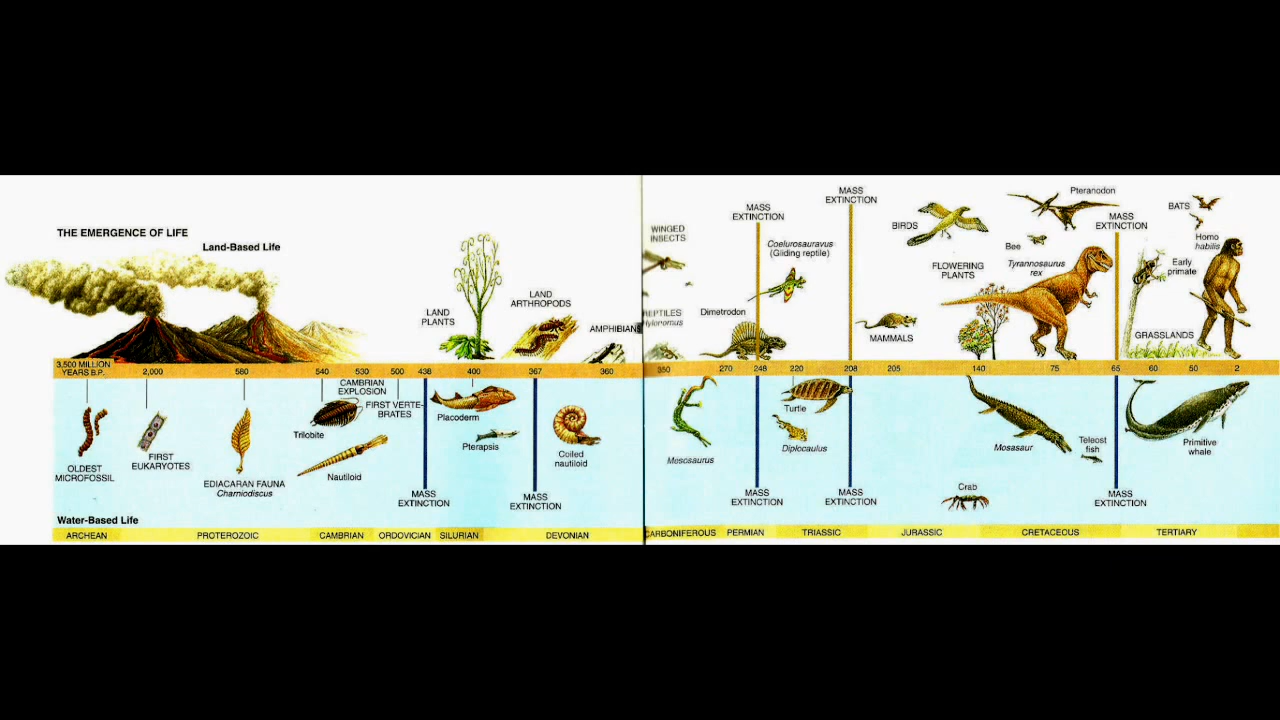 THE EMERGENCE OF LIFE
Land-Based Life
LAND
PLANTS
LAND
ARTHROPODS
AMPHIBIANS
WINGED
INSECTS
REPTILES
Hylonomus
Dimetrodon
MASS
EXTINCTION
Coelurosauravus
(Gliding reptile)
MASS
EXTINCTION
MAMMALS
BIRDS
FLOWERING
PLANTS
Bee
Pteranodon
Tyrannosaurus
rex
MASS
EXTINCTION
BATS
Homo
habilis
Early
primate
GRASSLANDS
3,500 MILLION
YEARS B.P.
2,000
560
540
530
500
438
400
367
360
350
270
248
220
208
205
140
75
65
60
50
2
OLDEST
MICROFOSSIL
FIRST
EUKARYOTES
EDIACARAN FAUNA
Charniodiscus
CAMBRIAN
EXPLOSION
Trilobite
FIRST VERTE-
BRATES
Nautiloid
MASS
EXTINCTION
Placoderm
Pterapsis
MASS
EXTINCTION
Coiled
nautiloid
Mesosaurus
MASS
EXTINCTION
Turtle
Diplocaulus
MASS
EXTINCTION
Crab
Mosasaur
Teleost
fish
MASS
EXTINCTION
Primitive
whale
Water-Based Life
ARCHEAN
PROTEROZOIC
CAMBRIAN
ORDOVICIAN
SILURIAN
DEVONIAN
CARBONIFEROUS
PERMIAN
TRIASSIC
JURASSIC
CRETACEOUS
TERTIARY